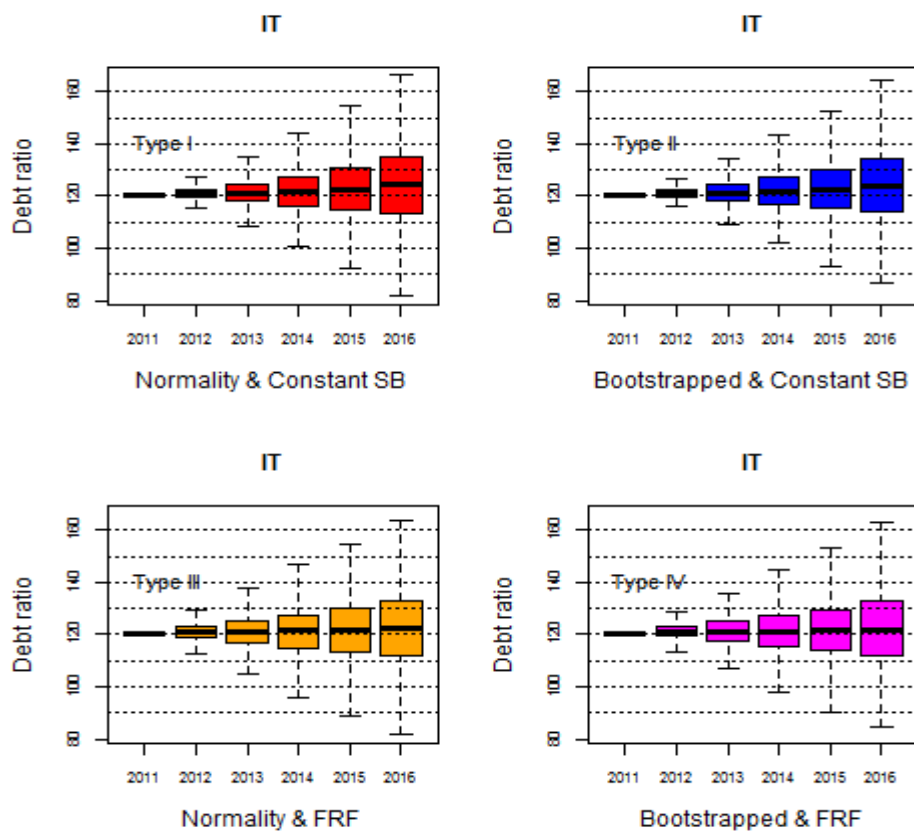 IT
Debt ratio
160
140
120
100
80
Type I
2011 2012 2013 2014 2015 2016
Normality & Constant SB
IT
Debt ratio
160
140
120
100
80
Type II
2011 2012 2013 2014 2015 2016
Bootstrapped & Constant SB
IT
Debt ratio
160
140
120
100
80
Type III
2011 2012 2013 2014 2015 2016
Normality & FRF
IT
Debt ratio
160
140
120
100
80
Type IV
2011 2012 2013 2014 2015 2016
Bootstrapped & FRF